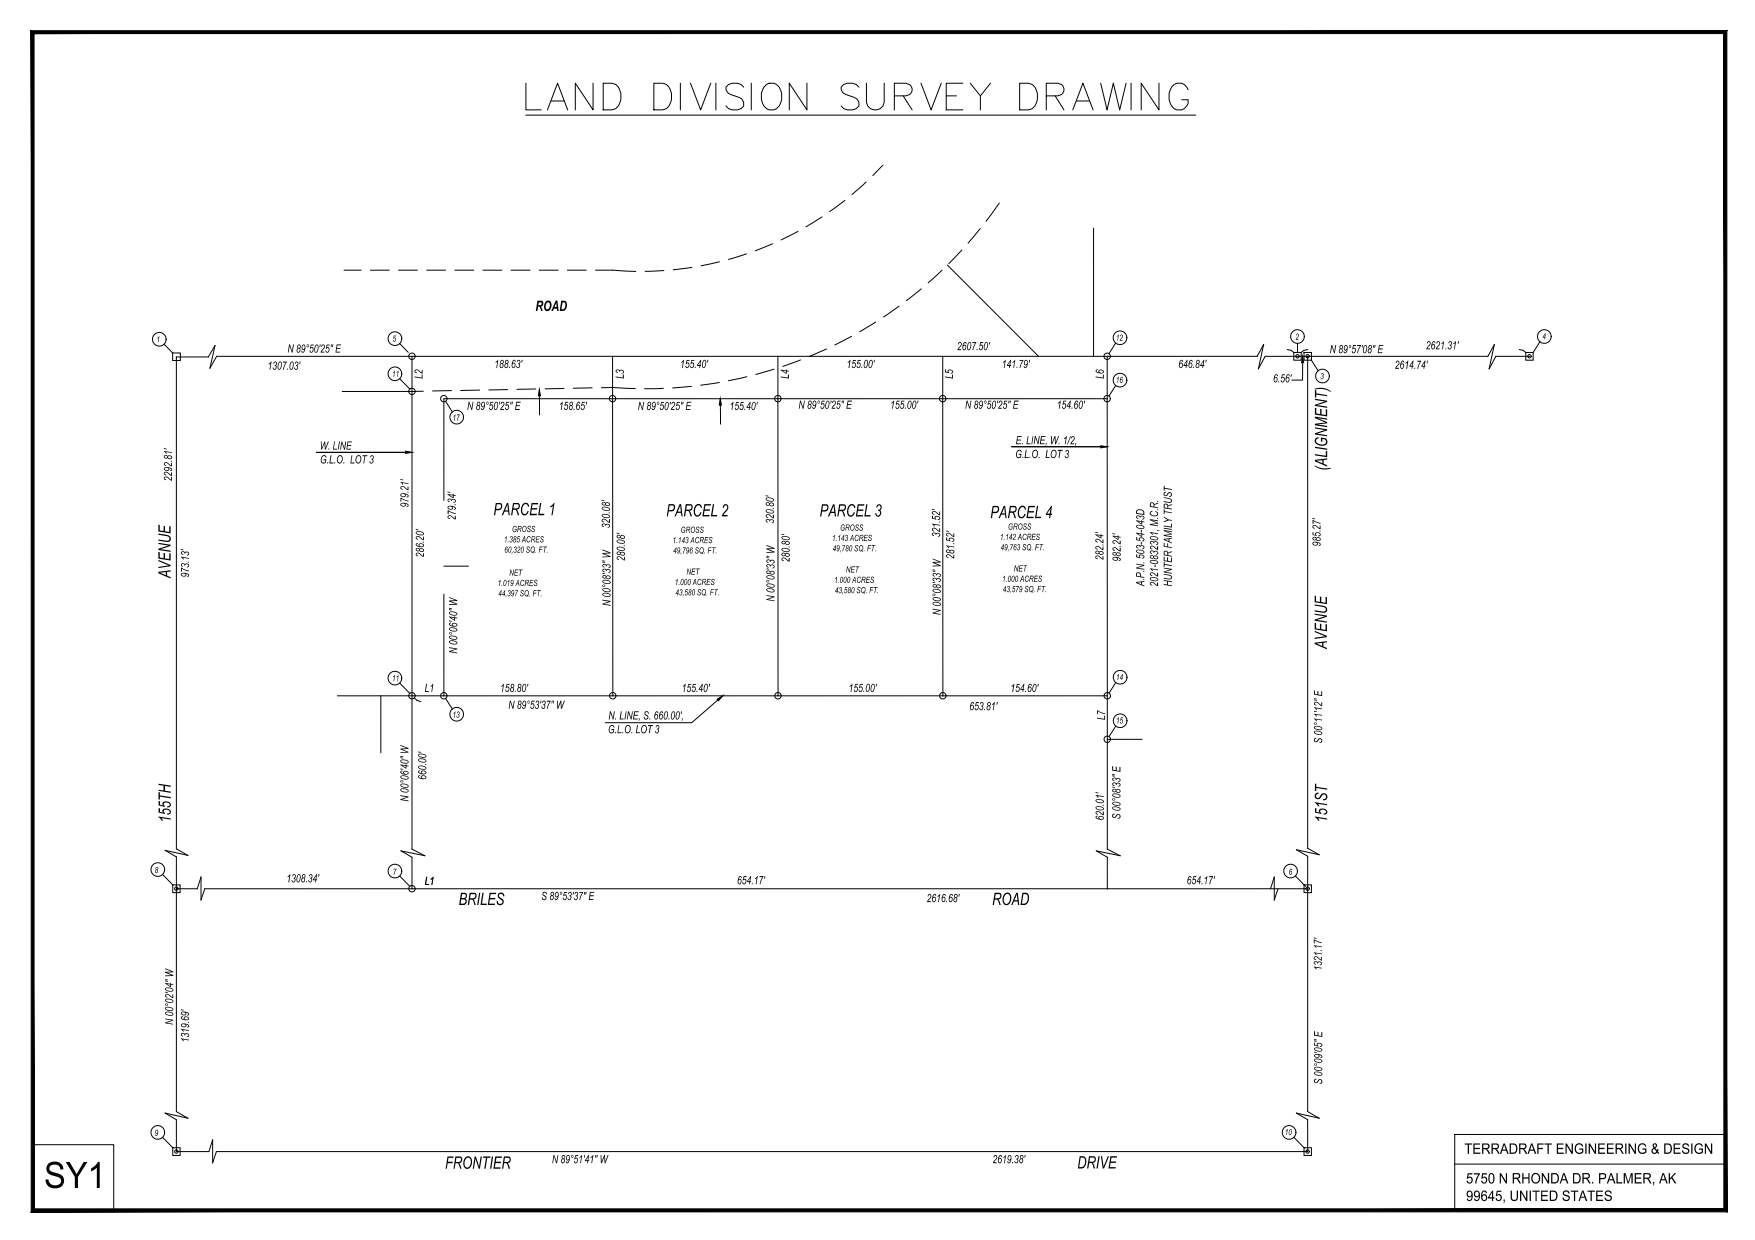 LAND DIVISION SURVEY DRAWING
ROAD
1
N 89°50'25" E
1307.03'
5
188.63'
155.40'
155.00'
2607.50'
141.79'
12
646.84'
2
6.56'
3
N 89°57'08" E
2621.31'
2614.74'
4
11
L2
L3
L4
L5
L6
16
17
N 89°50'25" E
158.65'
N 89°50'25" E
155.40'
N 89°50'25" E
155.00'
N 89°50'25" E
154.60'
W. LINE
G.L.O. LOT 3
E. LINE, W. 1/2,
G.L.O. LOT 3
2292.81'
973.13'
155TH AVENUE
979.21'
286.20'
279.34'
N 00°06'40" W
PARCEL 1
GROSS
1.385 ACRES
60,320 SQ. FT.
NET
1.019 ACRES
44,397 SQ. FT.
N 00°08'33" W 320.08'
280.08'
PARCEL 2
GROSS
1.143 ACRES
49,796 SQ. FT.
NET
1.000 ACRES
43,580 SQ. FT.
N 00°08'33" W 320.80'
280.80'
PARCEL 3
GROSS
1.143 ACRES
49,780 SQ. FT.
NET
1.000 ACRES
43,580 SQ. FT.
N 00°08'33" W 321.52'
281.52'
PARCEL 4
GROSS
1.142 ACRES
49,763 SQ. FT.
NET
1.000 ACRES
43,579 SQ. FT.
282.24'
982.24'
A.P.N. 503-54-043D
2021-0832301, M.C.R.
HUNTER FAMILY TRUST
151ST AVENUE (ALIGNMENT)
985.27'
S 00°11'12" E
11
L1
13
158.80'
N 89°53'37" W
155.40'
155.00'
154.60'
653.81'
14
N. LINE, S. 660.00',
G.L.O. LOT 3
L7
15
N 00°06'40" W
660.00'
620.01'
S 00°08'33" E
8
1308.34'
7
L1
654.17'
654.17'
6
BRILES
S 89°53'37" E
2616.68'
ROAD
N 00°02'04" W
1319.69'
1321.17'
S 00°09'05" E
9
10
FRONTIER
N 89°51'41" W
2619.38'
DRIVE
SY1
TERRADRAFT ENGINEERING & DESIGN
5750 N RHONDA DR. PALMER, AK
99645, UNITED STATES